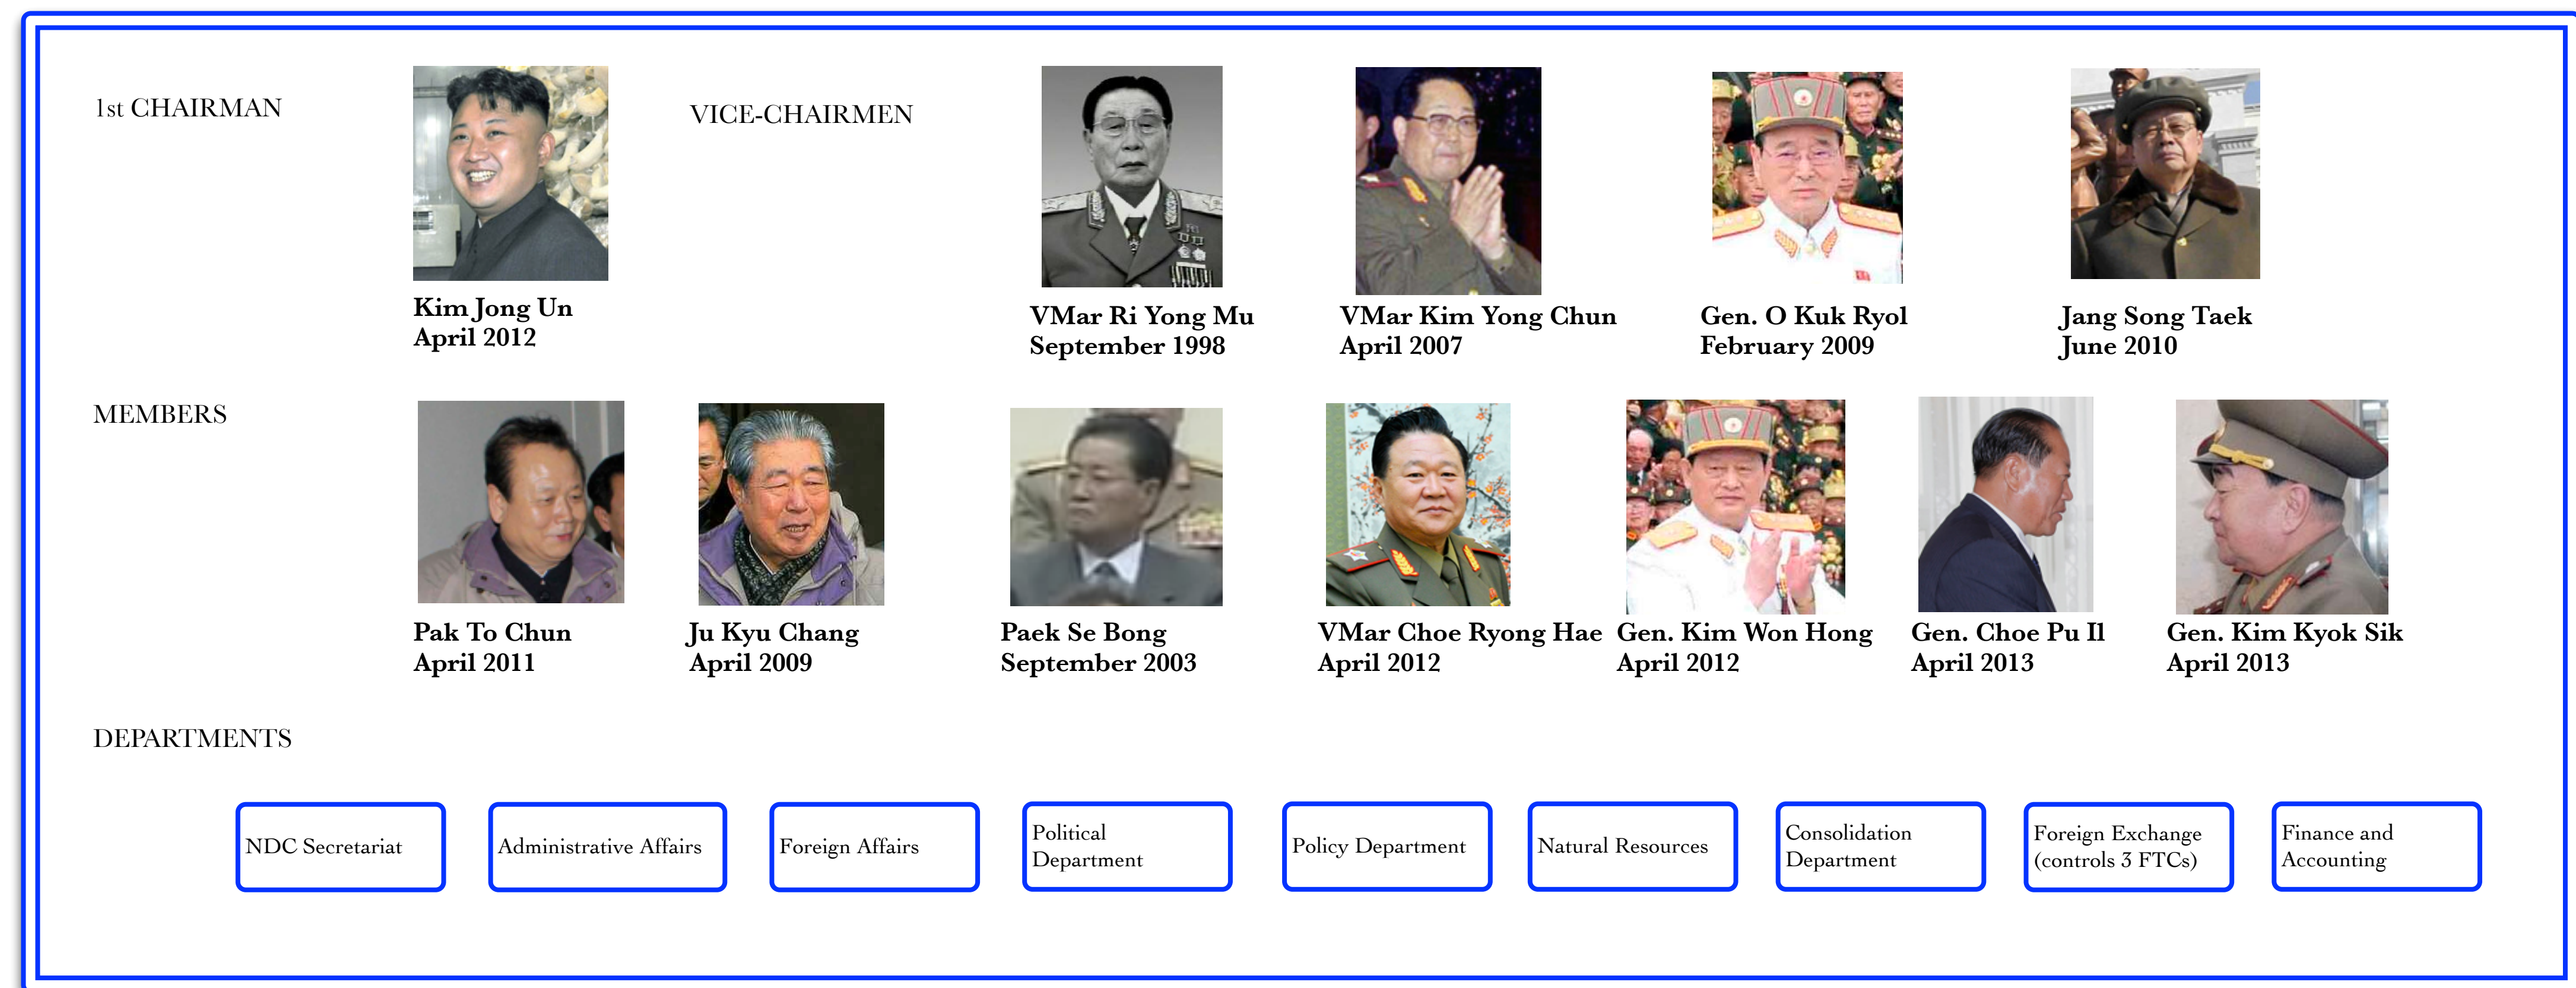 1st CHAIRMAN
VICE-CHAIRMEN
Kim Jong Un
April 2012
VMar Ri Yong Mu
September 1998
VMar Kim Yong Chun
April 2007
Gen. O Kuk Ryol
February 2009
Jang Song Taek
June 2010
MEMBERS
Pak To Chun
April 2011
Ju Kyu Chang
April 2009
Paek Se Bong
September 2003
VMar Choe Ryong Hae
April 2012
Gen. Kim Won Hong
April 2012
Gen. Choe Pu Il
April 2013
Gen. Kim Kyok Sik
April 2013
DEPARTMENTS
NDC Secretariat
Administrative Affairs
Foreign Affairs
Political
Department
Policy Department
Natural Resources
Consolidation
Department
Foreign Exchange
(controls 3 FTCs)
Finance and
Accounting